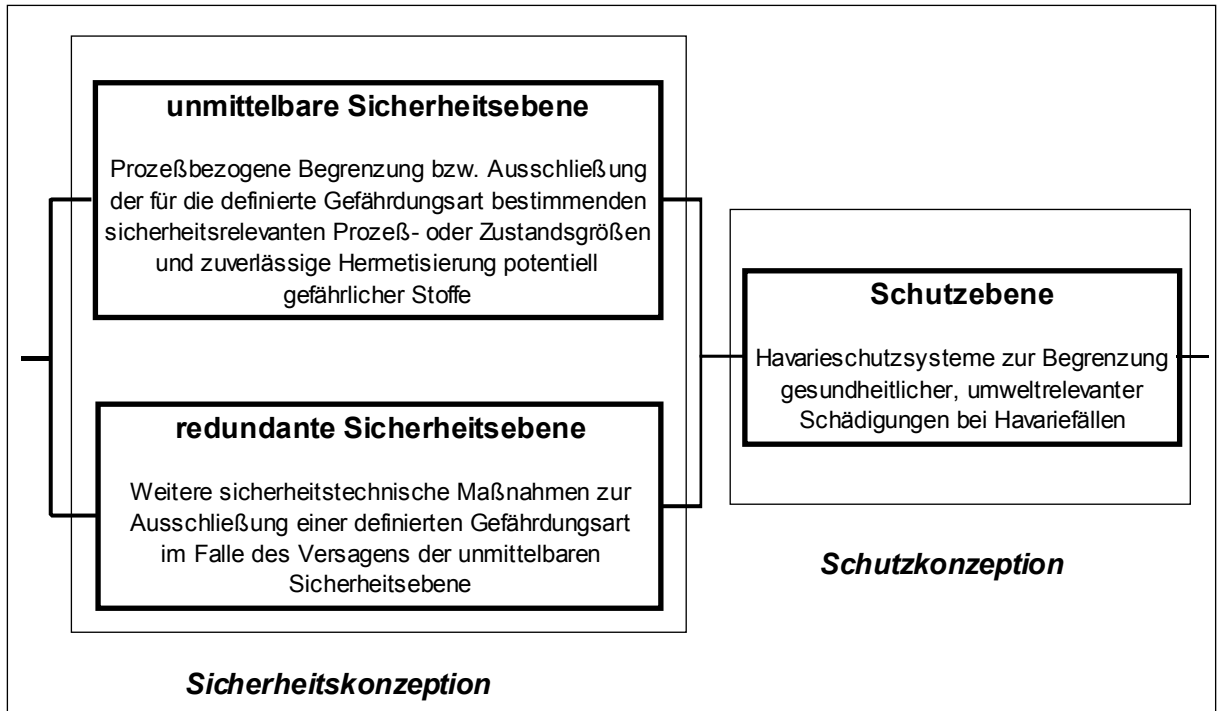 unmittelbare Sicherheitsebene
Prozeßbezogene Begrenzung bzw. Ausschließung
der für die definierte Gefährdungsart bestimmenden
sicherheitsrelevanten Prozeß- oder Zustandsgrößen
und zuverlässige Hermetisierung potentiell
gefährlicher Stoffe
redundante Sicherheitsebene
Weitere sicherheitstechnische Maßnahmen zur
Ausschließung einer definierten Gefährdungsart
im Falle des Versagens der unmittelbaren
Sicherheitsebene
Sicherheitskonzeption
Schutzebene
Havarieschutzsysteme zur Begrenzung
gesundheitlicher, umweltrelevanter
Schädigungen bei Havariefällen
Schutzkonzeption